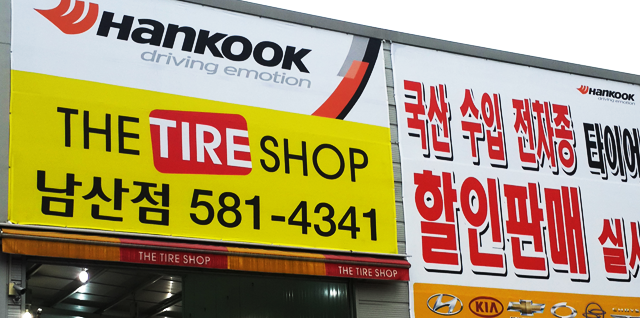 HANKOOK
driving emotion
THE TIRE SHOP
남산점 581-4341
THE TIRE SHOP
THE TIRE SHOP
HANKOOK
driving emotion
국산 수입 전차종 타이어
할인판매 실시
KIA